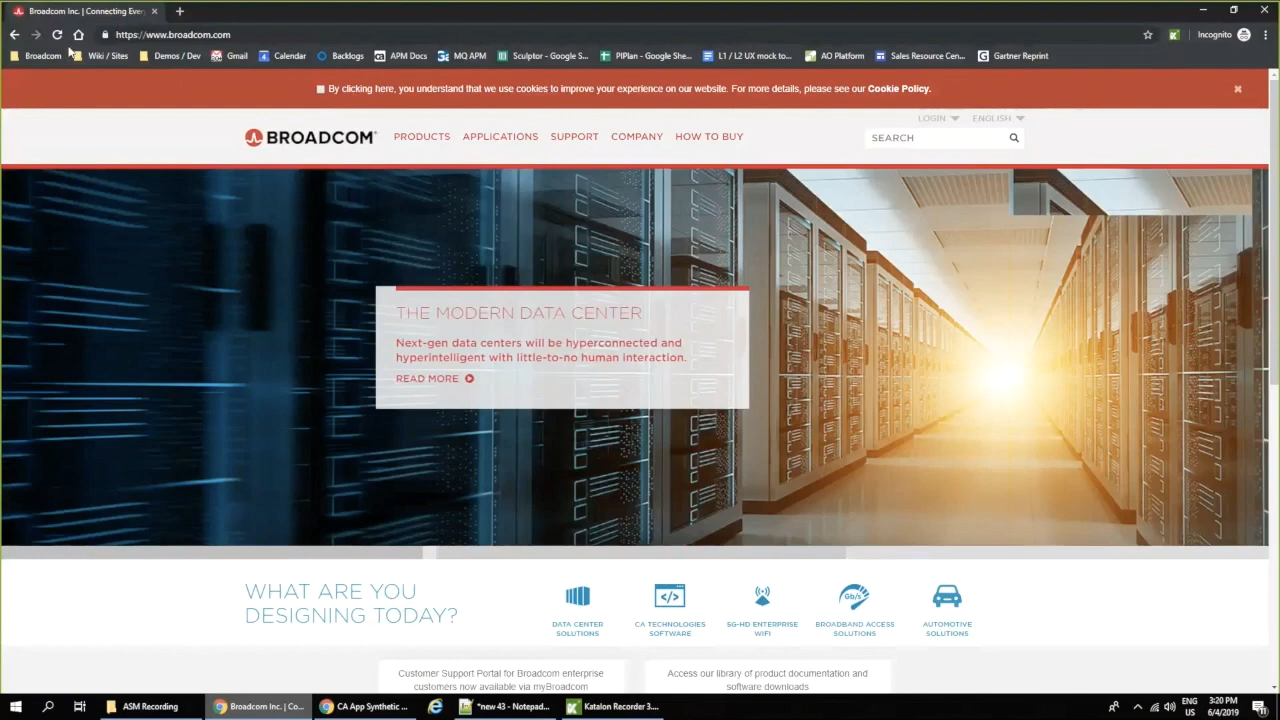 Broadcom Inc. | Connecting Every
https://www.broadcom.com
Incognito
Broadcom
Wiki / Sites
Demos / Dev
Gmail
Calendar
Backlogs
APM Docs
MQ APM
Sculptor - Google S...
PIPlan - Google She...
L1 / L2 UX mock to...
AO Platform
Sales Resource Cen...
Gartner Reprint
By clicking here, you understand that we use cookies to improve your experience on our website. For more details, please see our Cookie Policy.
LOGIN
ENGLISH
BROADCOM
PRODUCTS
APPLICATIONS
SUPPORT
COMPANY
HOW TO BUY
SEARCH
THE MODERN DATA CENTER
Next-gen data centers will be hyperconnected and
hyperintelligent with little-to-no human interaction.
READ MORE
WHAT ARE YOU
DESIGNING TODAY?
DATA CENTER
SOLUTIONS
CA TECHNOLOGIES
SOFTWARE
5G-HD ENTERPRISE
WIFI
Gb/s
BROADBAND ACCESS
SOLUTIONS
AUTOMOTIVE
SOLUTIONS
Customer Support Portal for Broadcom enterprise
customers now available via myBroadcom
Access our library of product documentation and
software downloads
ASM Recording
Broadcom Inc. | Co...
CA App Synthetic ...
*new 43 - Notepad...
Katalon Recorder 3....
ENG
US
3:20 PM
6/4/2019